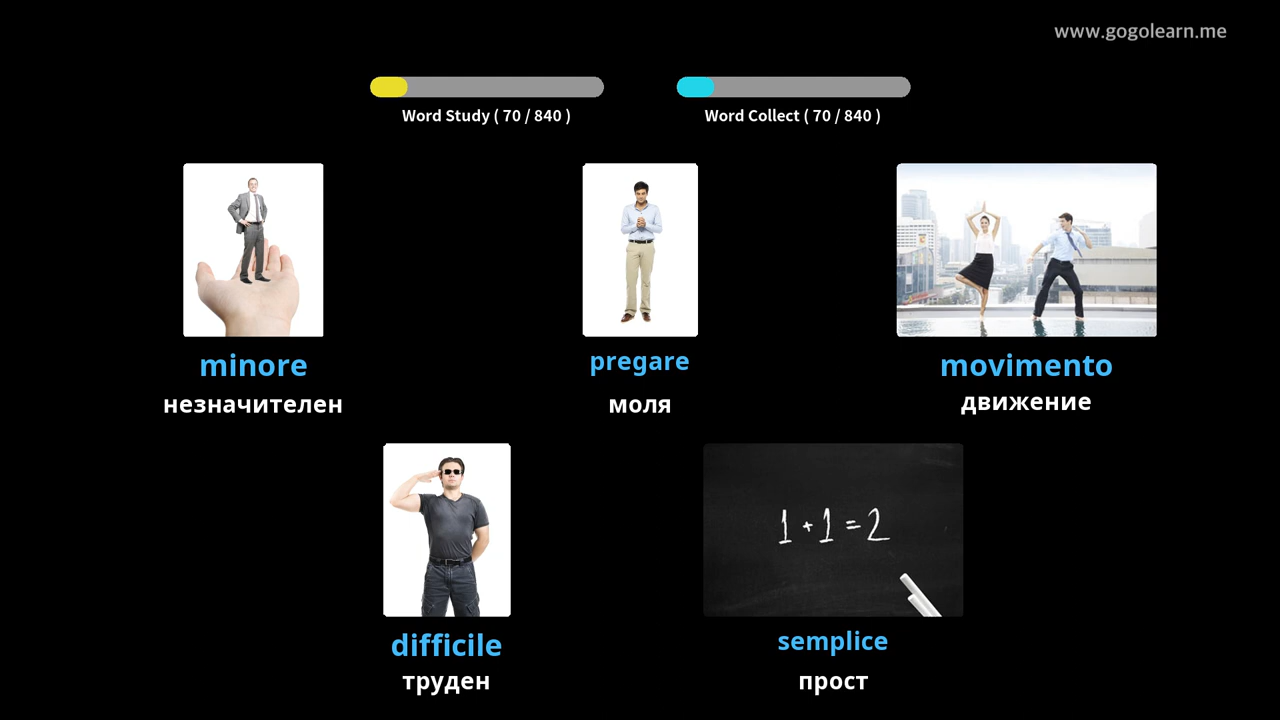 www.gogolearn.me
Word Study ( 70 / 840 )
Word Collect ( 70 / 840 )
minore
незначителен
pregare
моля
movimento
движение
1 + 1 = 2
difficile
труден
semplice
прост